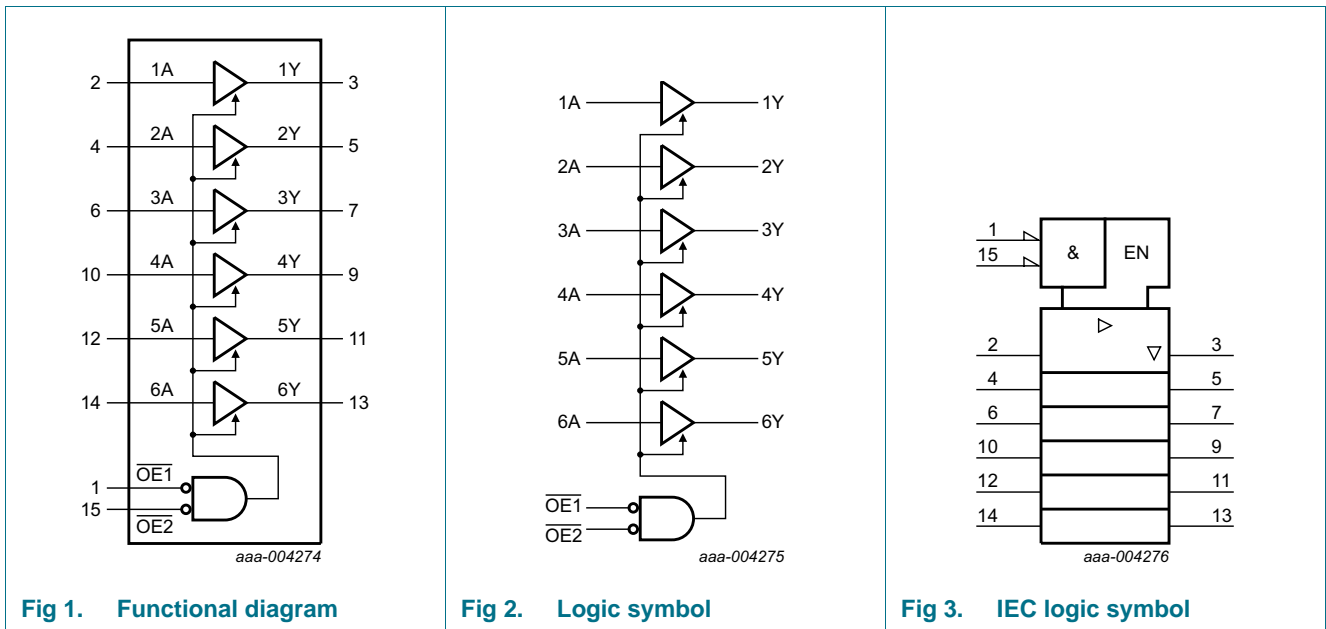 2 1A 1Y 3
4 2A 2Y 5
6 3A 3Y 7
10 4A 4Y 9
12 5A 5Y 11
14 6A 6Y 13
1 OE1
15 OE2
aaa-004274
Fig 1. Functional diagram
1A 1Y
2A 2Y
3A 3Y
4A 4Y
5A 5Y
6A 6Y
OE1
OE2
aaa-004275
Fig 2. Logic symbol
1
15
& EN
2 3
4 5
6 7
10 9
12 11
14 13
aaa-004276
Fig 3. IEC logic symbol